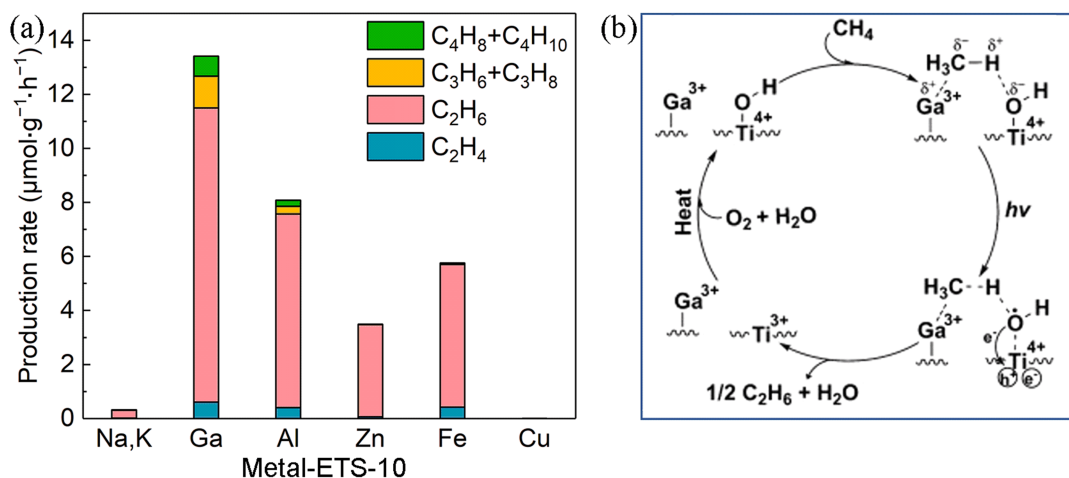 (a)
Production rate (μmol·g⁻¹·h⁻¹)
14
12
10
8
6
4
2
0
C₄H₈+C₄H₁₀
C₃H₆+C₃H₈
C₂H₆
C₂H₄
Na,K Ga Al Zn Fe Cu
Metal-ETS-10
(b)
CH₄
δ⁻ δ⁺
H₃C H
δ⁺ δ⁻
Ga³⁺ O H
Ti⁴⁺
Ga³⁺ O H
Ti⁴⁺
hν
Heat
O₂ + H₂O
H₃C H H
Ga³⁺ e⁻ O
Ti⁴⁺
h⁺ e⁻
Ga³⁺
Ti³⁺
1/2 C₂H₆ + H₂O